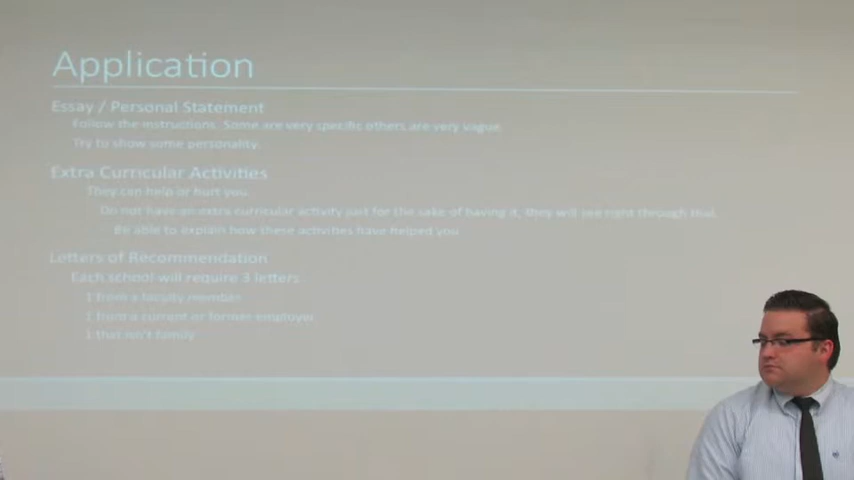 Application
Essay / Personal Statement
Follow the instructions. Some are very specific others are very vague.
Try to show some personality.
Extra Curricular Activities
They can help or hurt you.
Do not have an extra curricular activity just for the sake of having it, they will see right through that.
Be able to explain how these activities have helped you.
Letters of Recommendation
Each school will require 3 letters
1 from a faculty member
1 from a current or former employer
1 that isn't family